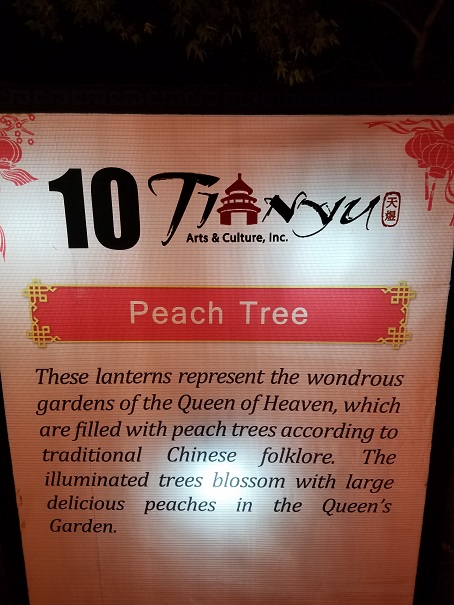 10 Tianyu 天煜
Arts & Culture, Inc.
Peach Tree
These lanterns represent the wondrous
gardens of the Queen of Heaven, which
are filled with peach trees according to
traditional Chinese folklore. The
illuminated trees blossom with large
delicious peaches in the Queen's
Garden.